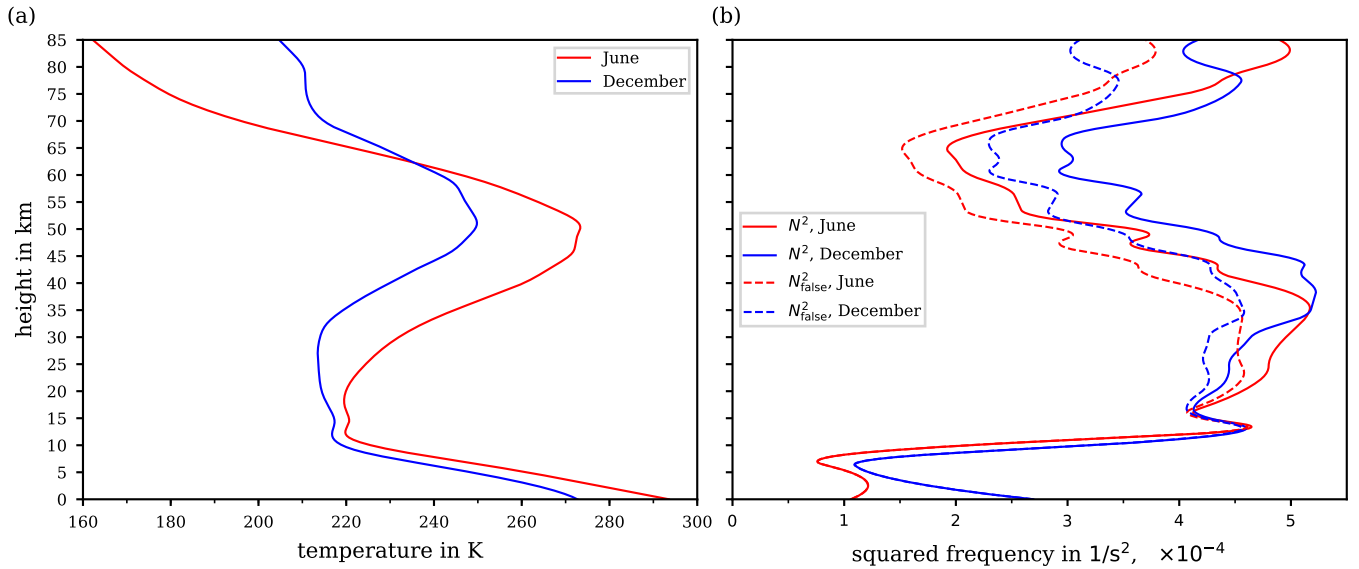 (a)
85
80
75
70
65
60
55
50
45
40
35
30
25
20
15
10
5
0
height in km
160 180 200 220 240 260 280 300
temperature in K
June
December
(b)
N², June
N², December
N²false, June
N²false, December
0 1 2 3 4 5
squared frequency in 1/s², ×10⁻⁴